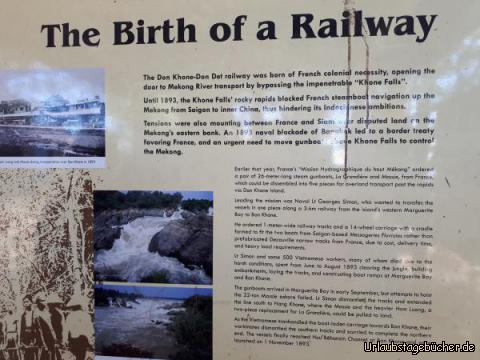 The Birth of a Railway
The Don Khone-Don Det railway was born of French colonial necessity, opening the
door to Mekong River transport by bypassing the impenetrable "Khone Falls".
Until 1893, the Khone Falls' rocky rapids blocked French steamboat navigation up the
Mekong from Saigon to inner China, thus hindering its Indochinese ambitions.
Tensions were also mounting between France and Siam over disputed land on the
Mekong's eastern bank. An 1893 naval blockade of Bangkok led to a border treaty
favoring France, and an urgent need to move gunboats above Khone Falls to control
the Mekong.
Earlier that year, France's "Mission Hydrographique du haut Mékong" ordered
a pair of 26-meter-long steam gunboats, La Grandière and Massie, from France,
which could be dissembled into five pieces for overland transport past the rapids
via Don Khone Island.
Leading the mission was Naval Lt Georges Simon, who wanted to transfer the
vessels in one piece along a 3-km railway from the island's western Marguerite
Bay to Ban Khone.
He ordered 1-meter-wide railway tracks and a 14-wheel carriage with a cradle
formed to fit the two boats from Saigon-based Messageries Fluviales rather than
prefabricated Decauville narrow tracks from France, due to cost, delivery time,
and heavy load requirements.
Lt Simon and some 500 Vietnamese workers, many of whom died due to the
harsh conditions, spent from June to August 1893 clearing the jungle, building
embankments, laying the tracks, and constructing boat ramps at Marguerite Bay
and Ban Khone.
The gunboats arrived in Marguerite Bay in early September, but attempts to hoist
the 22-ton Massie ashore failed. Lt Simon dismantled the tracks and extended
the line south to Hang Khone, where the Massie and the heavier Ham Luong, a
two-piece replacement for La Grandière, could be pulled to land.
As the Vietnamese manhandled the boat-laden carriage towards Ban Khone, their
workmates dismantled the southern tracks and scurried to complete the northern
end. The vessels finally reached
launched on 1 November 1893.
Urlaubstagebücher.de